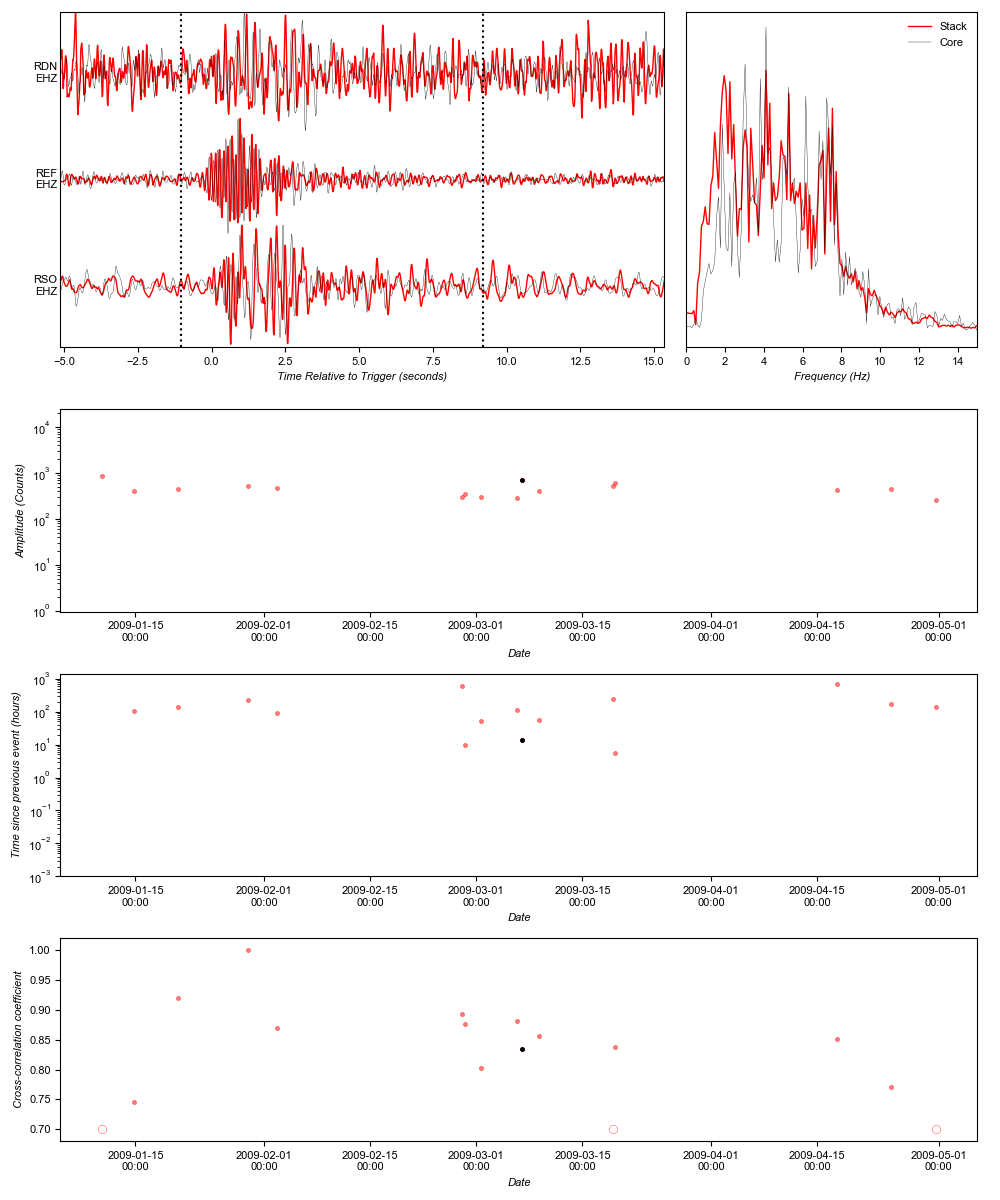 RDN
EHZ
REF
EHZ
RSO
EHZ
−5.0 −2.5 0.0 2.5 5.0 7.5 10.0 12.5 15.0
Time Relative to Trigger (seconds)
Stack
Core
0 2 4 6 8 10 12 14
Frequency (Hz)
Amplitude (Counts)
10^4
10^3
10^2
10^1
10^0
2009-01-15 2009-02-01 2009-02-15 2009-03-01 2009-03-15 2009-04-01 2009-04-15 2009-05-01
00:00 00:00 00:00 00:00 00:00 00:00 00:00 00:00
Date
Time since previous event (hours)
10^3
10^2
10^1
10^0
10^−1
10^−2
10^−3
2009-01-15 2009-02-01 2009-02-15 2009-03-01 2009-03-15 2009-04-01 2009-04-15 2009-05-01
00:00 00:00 00:00 00:00 00:00 00:00 00:00 00:00
Date
Cross-correlation coefficient
1.00
0.95
0.90
0.85
0.80
0.75
0.70
2009-01-15 2009-02-01 2009-02-15 2009-03-01 2009-03-15 2009-04-01 2009-04-15 2009-05-01
00:00 00:00 00:00 00:00 00:00 00:00 00:00 00:00
Date